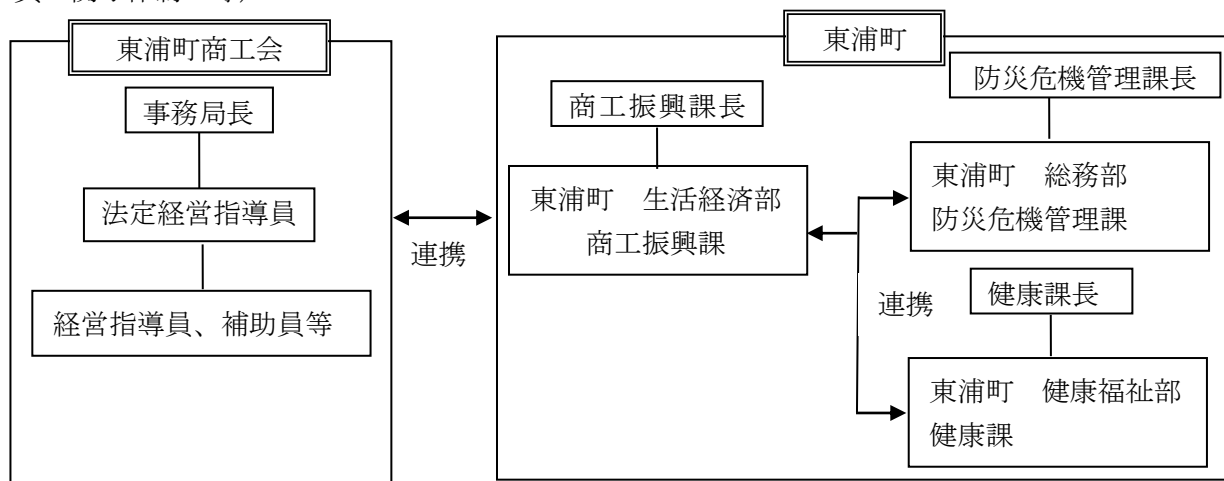 東浦町商工会
事務局長
法定経営指導員
経営指導員、補助員等
連携
東浦町
商工振興課長
東浦町　生活経済部
商工振興課
連携
防災危機管理課長
東浦町　総務部
防災危機管理課
健康課長
東浦町　健康福祉部
健康課